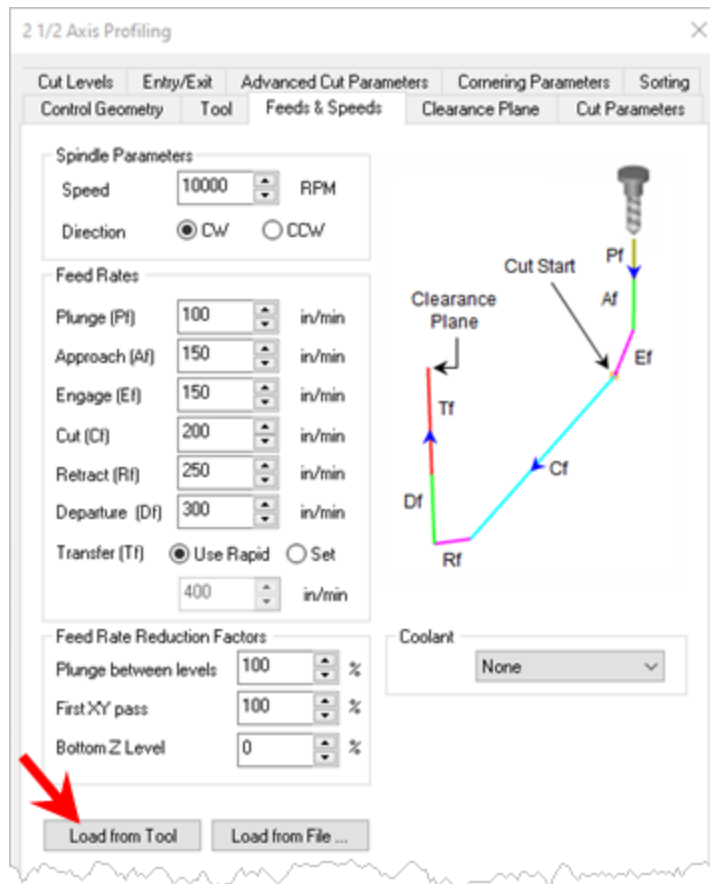 2 1/2 Axis Profiling
Cut Levels Entry/Exit Advanced Cut Parameters Cornering Parameters Sorting
Control Geometry Tool Feeds & Speeds Clearance Plane Cut Parameters
Spindle Parameters
Speed 10000 RPM
Direction CW CCW
Feed Rates
Plunge (Pf) 100 in/min
Approach (Af) 150 in/min
Engage (Ef) 150 in/min
Cut (Cf) 200 in/min
Retract (Rf) 250 in/min
Departure (Df) 300 in/min
Transfer (Tf) Use Rapid Set
400 in/min
Pf
Cut Start
Af
Clearance
Plane
Ef
Tf
Cf
Df
Rf
Feed Rate Reduction Factors
Plunge between levels 100 %
First XY pass 100 %
Bottom Z Level 0 %
Coolant
None
Load from Tool Load from File ...